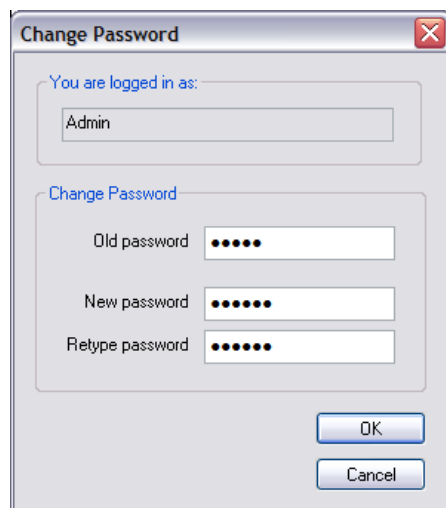 Change Password
You are logged in as:
Admin
Change Password
Old password •••••
New password ••••••
Retype password ••••••
OK
Cancel